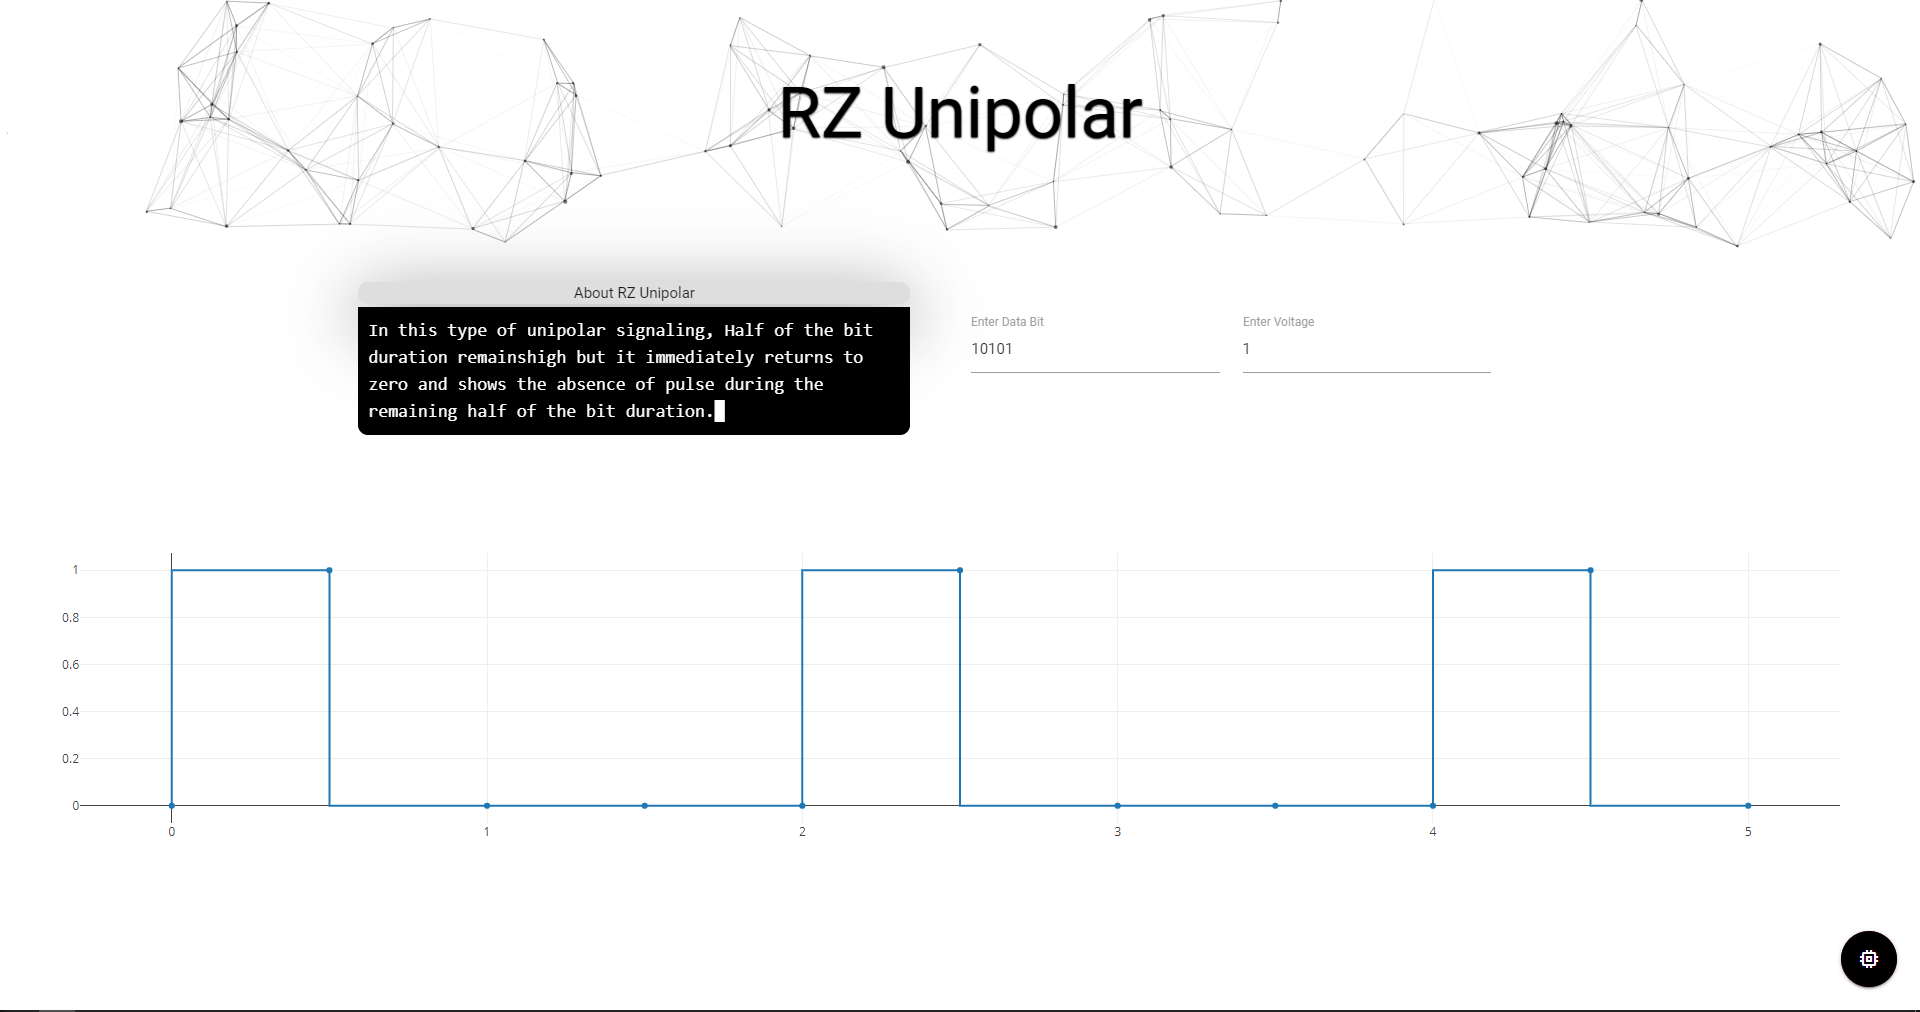 RZ Unipolar
About RZ Unipolar
In this type of unipolar signaling, Half of the bit
duration remainshigh but it immediately returns to
zero and shows the absence of pulse during the
remaining half of the bit duration.
Enter Data Bit
10101
Enter Voltage
1
1
0.8
0.6
0.4
0.2
0
0 1 2 3 4 5